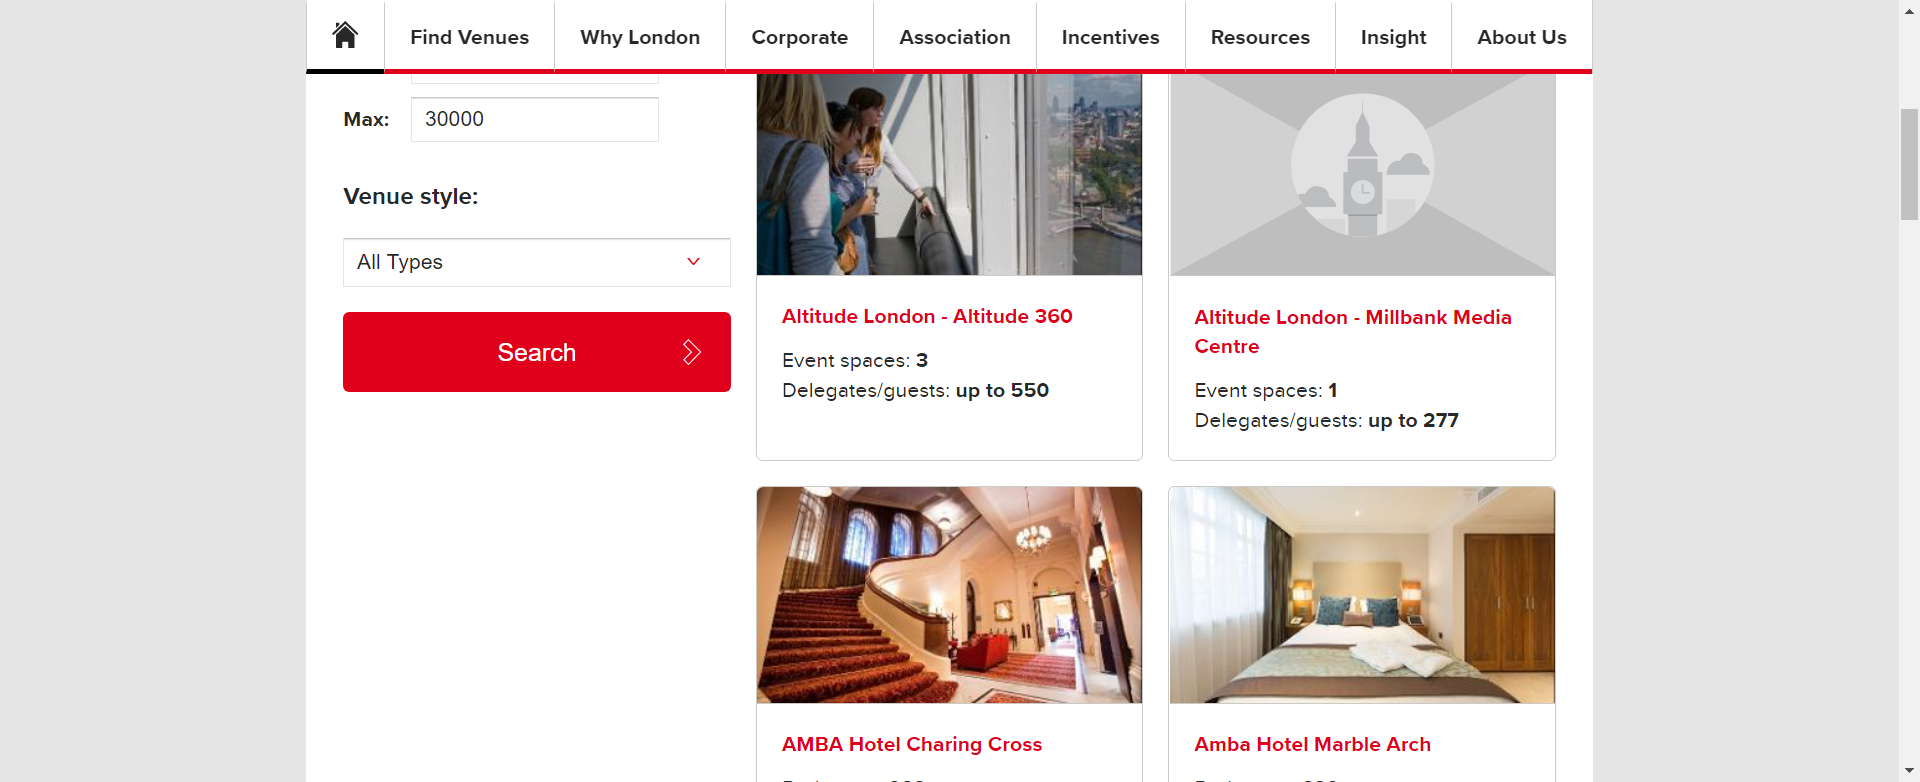 Find Venues
Why London
Corporate
Association
Incentives
Resources
Insight
About Us
Max:
30000
Venue style:
All Types
Search
Altitude London - Altitude 360
Event spaces: 3
Delegates/guests: up to 550
Altitude London - Millbank Media
Centre
Event spaces: 1
Delegates/guests: up to 277
AMBA Hotel Charing Cross
Amba Hotel Marble Arch